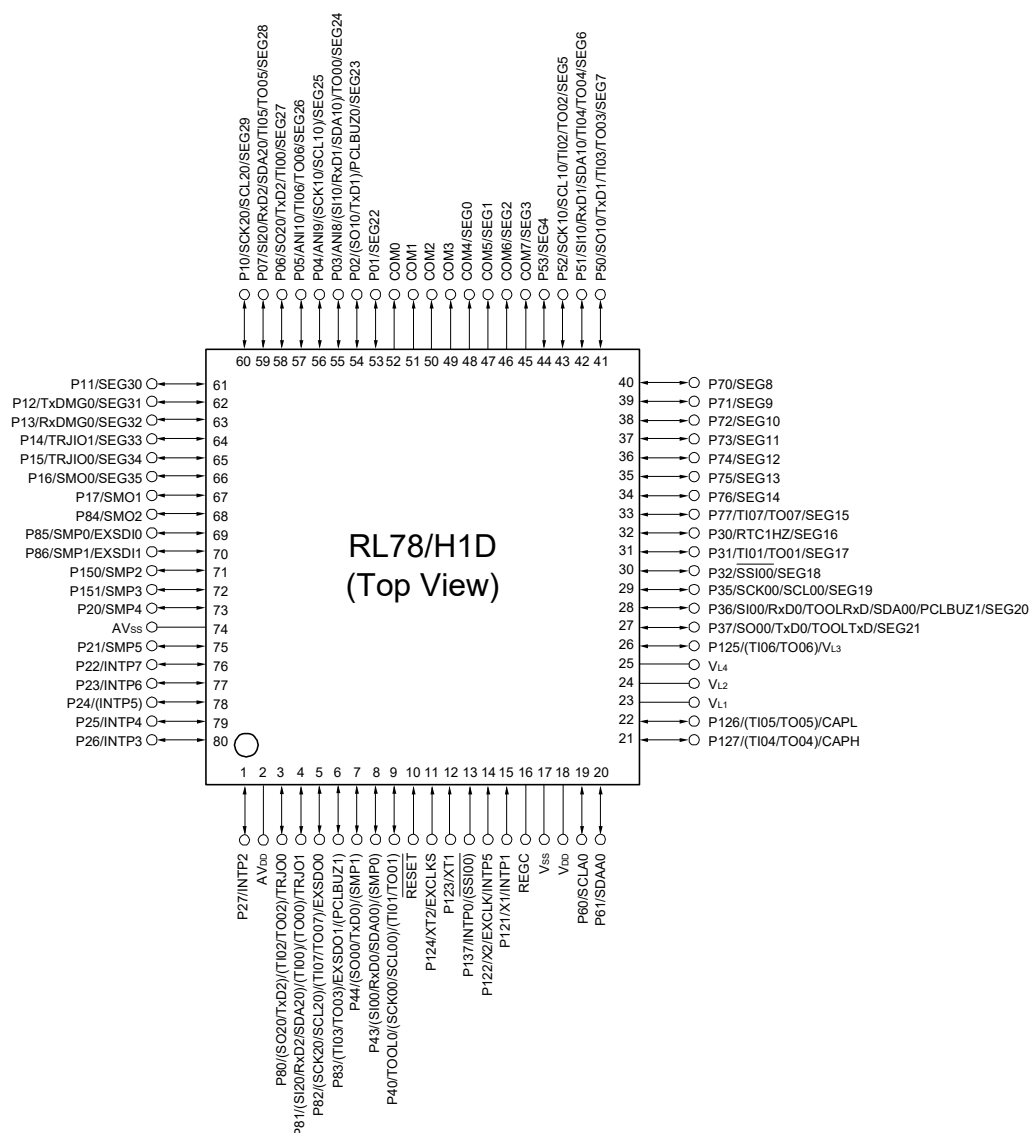 P10/SCK20/SCL20/SEG29
P07/SI20/RxD2/SDA20/TI05/TO05/SEG28
P06/SO20/TxD2/TI00/SEG27
P05/ANI10/TI06/TO06/SEG26
P04/ANI9/(SCK10/SCL10)/SEG25
P03/ANI8/(SI10/RxD1/SDA10)/TO00/SEG24
P02/(SO10/TxD1)/PCLBUZ0/SEG23
P01/SEG22
COM0
COM1
COM2
COM3
COM4/SEG0
COM5/SEG1
COM6/SEG2
COM7/SEG3
P53/SEG4
P52/SCK10/SCL10/TI02/TO02/SEG5
P51/SI10/RxD1/SDA10/TI04/TO04/SEG6
P50/SO10/TxD1/TI03/TO03/SEG7
60 59 58 57 56 55 54 53 52 51 50 49 48 47 46 45 44 43 42 41
P11/SEG30 61
P12/TxDMG0/SEG31 62
P13/RxDMG0/SEG32 63
P14/TRJIO1/SEG33 64
P15/TRJIO0/SEG34 65
P16/SMO0/SEG35 66
P17/SMO1 67
P84/SMO2 68
P85/SMP0/EXSDI0 69
P86/SMP1/EXSDI1 70
P150/SMP2 71
P151/SMP3 72
P20/SMP4 73
AVSS 74
P21/SMP5 75
P22/INTP7 76
P23/INTP6 77
P24/(INTP5) 78
P25/INTP4 79
P26/INTP3 80
RL78/H1D
(Top View)
40 P70/SEG8
39 P71/SEG9
38 P72/SEG10
37 P73/SEG11
36 P74/SEG12
35 P75/SEG13
34 P76/SEG14
33 P77/TI07/TO07/SEG15
32 P30/RTC1HZ/SEG16
31 P31/TI01/TO01/SEG17
30 P32/SSI00/SEG18
29 P35/SCK00/SCL00/SEG19
28 P36/SI00/RxD0/TOOLRxD/SDA00/PCLBUZ1/SEG20
27 P37/SO00/TxD0/TOOLTxD/SEG21
26 P125/(TI06/TO06)/VL3
25 VL4
24 VL2
23 VL1
22 P126/(TI05/TO05)/CAPL
21 P127/(TI04/TO04)/CAPH
1 2 3 4 5 6 7 8 9 10 11 12 13 14 15 16 17 18 19 20
P27/INTP2
AVDD
P80/(SO20/TxD2)/(TI02/TO02)/TRJO0
P81/(SI20/RxD2/SDA20)/(TI00)/(TO00)/TRJO1
P82/(SCK20/SCL20)/(TI07/TO07)/EXSDO0
P83/(TI03/TO03)/EXSDO1/(PCLBUZ1)
P44/(SO00/TxD0)/(SMP1)
P43/(SI00/RxD0/SDA00)/(SMP0)
P40/TOOL0/(SCK00/SCL00)/(TI01/TO01)
RESET
P124/XT2/EXCLKS
P123/XT1
P137/INTP0/(SSI00)
P122/X2/EXCLK/INTP5
P121/X1/INTP1
REGC
VSS
VDD
P60/SCLA0
P61/SDAA0